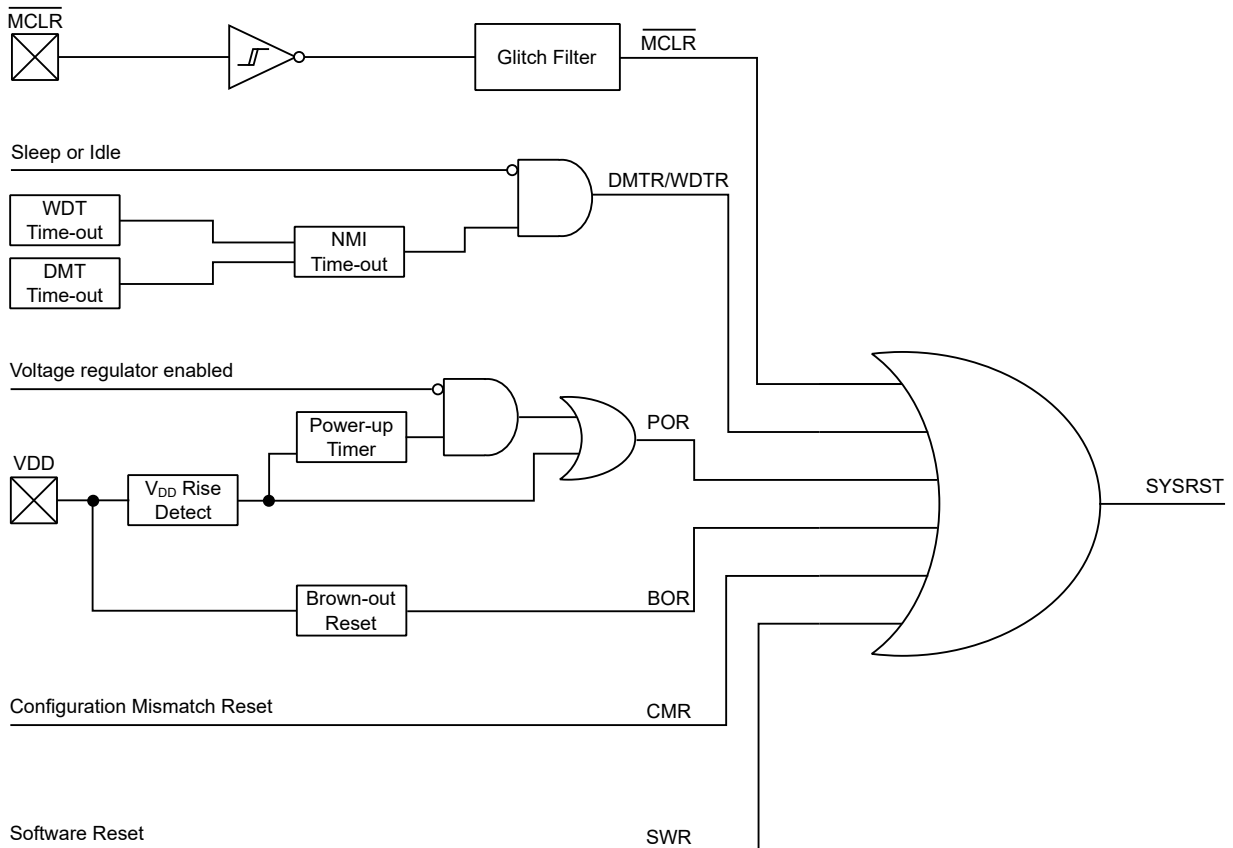 MCLR
Glitch Filter
MCLR
Sleep or Idle
DMTR/WDTR
WDT
Time-out
NMI
Time-out
DMT
Time-out
Voltage regulator enabled
Power-up
Timer
POR
VDD
VDD Rise
Detect
SYSRST
Brown-out
Reset
BOR
Configuration Mismatch Reset
CMR
Software Reset
SWR